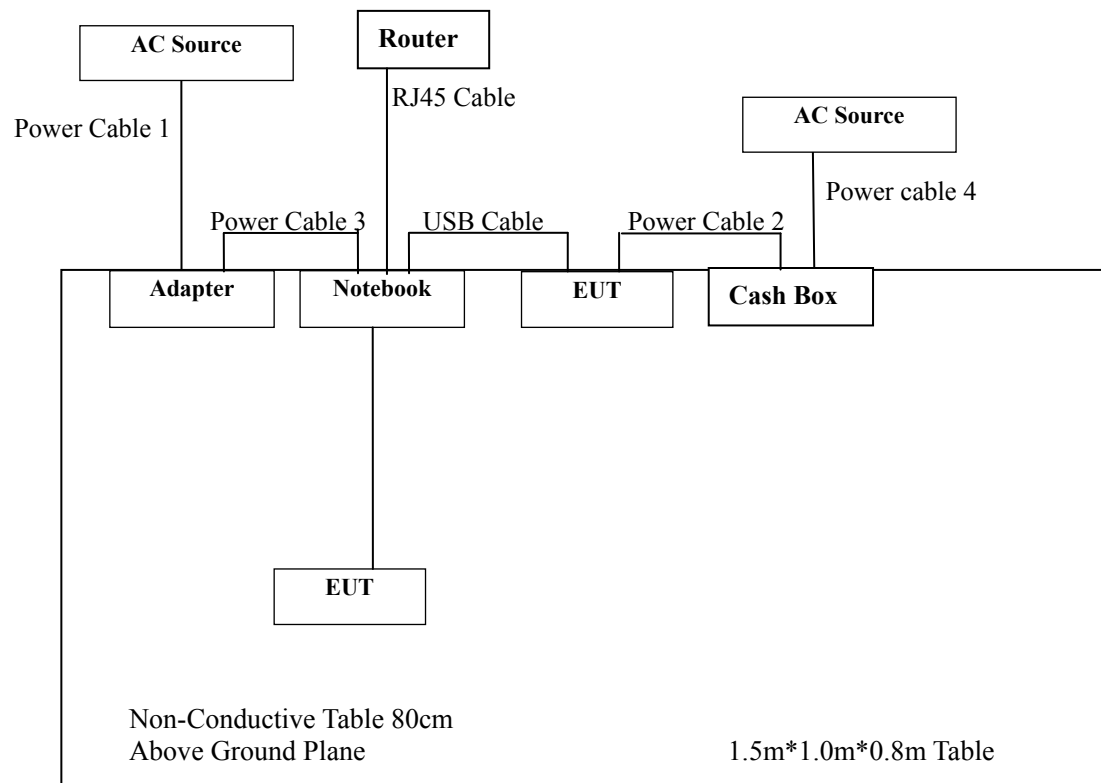 AC Source
Router
RJ45 Cable
Power Cable 1
AC Source
Power cable 4
Power Cable 3
USB Cable
Power Cable 2
Adapter
Notebook
EUT
Cash Box
EUT
Non-Conductive Table 80cm
Above Ground Plane
1.5m*1.0m*0.8m Table